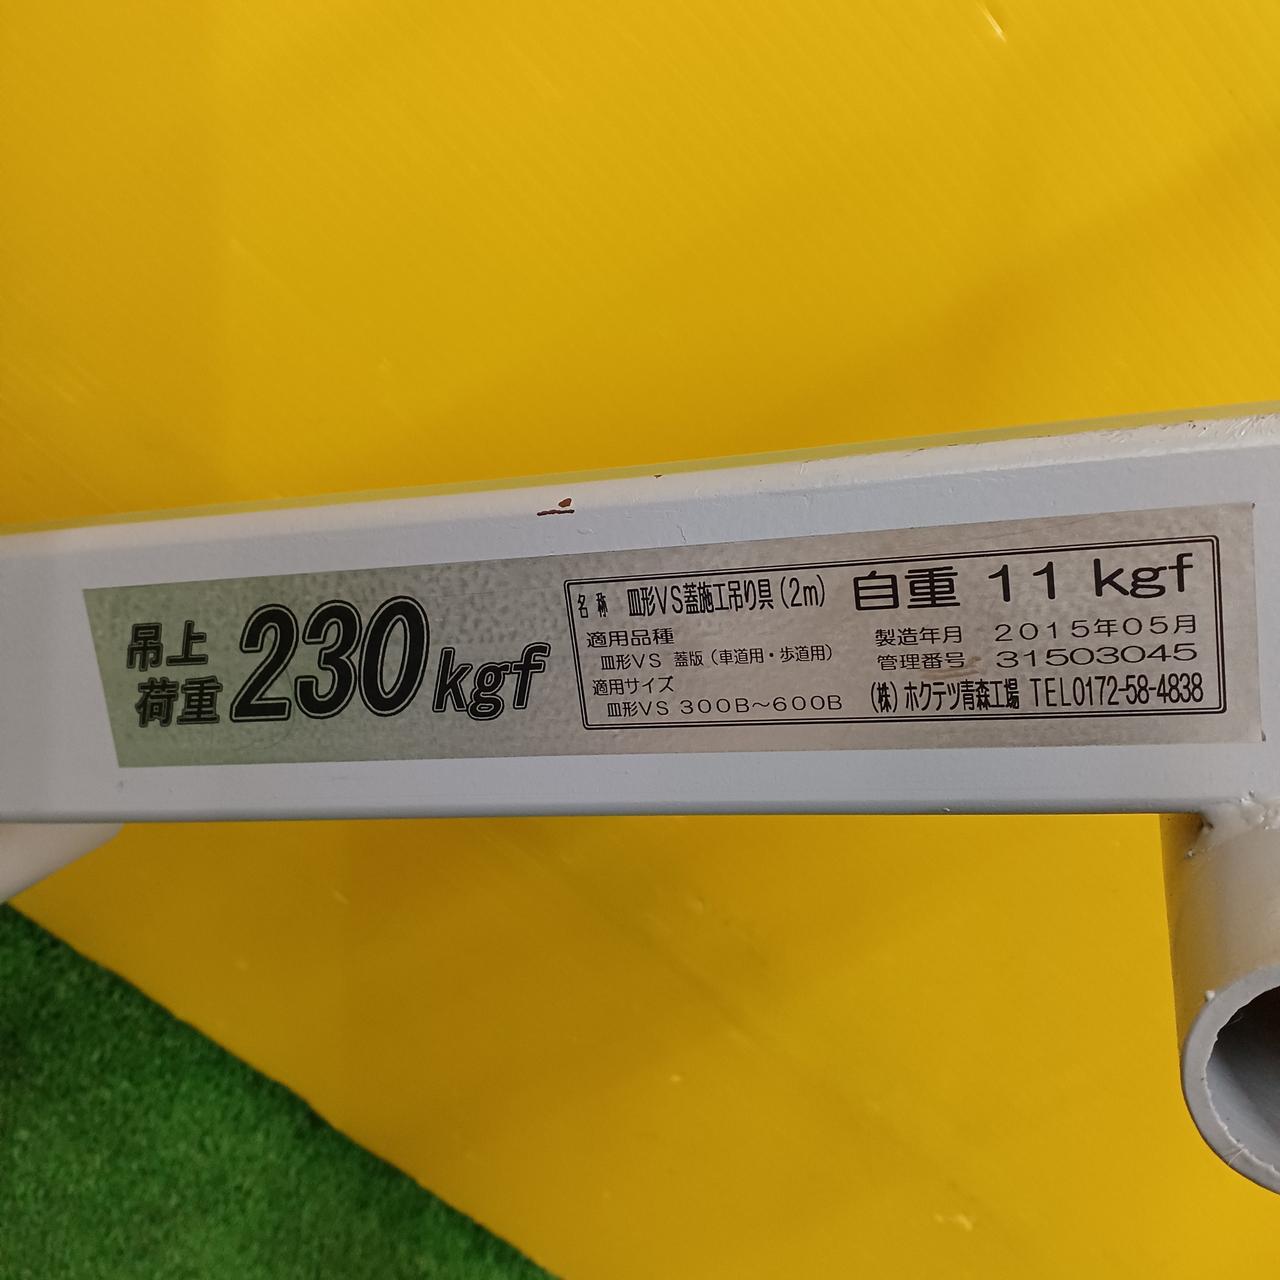 吊上
荷重 230kgf
名称 皿形VS蓋施工吊り具(2m) 自重 11 kgf
適用品種
皿形VS 蓋版(車道用・歩道用)
適用サイズ
皿形VS 300B～600B
製造年月 2015年05月
管理番号 31503045
(株)ホクテツ青森工場 TEL0172-58-4838